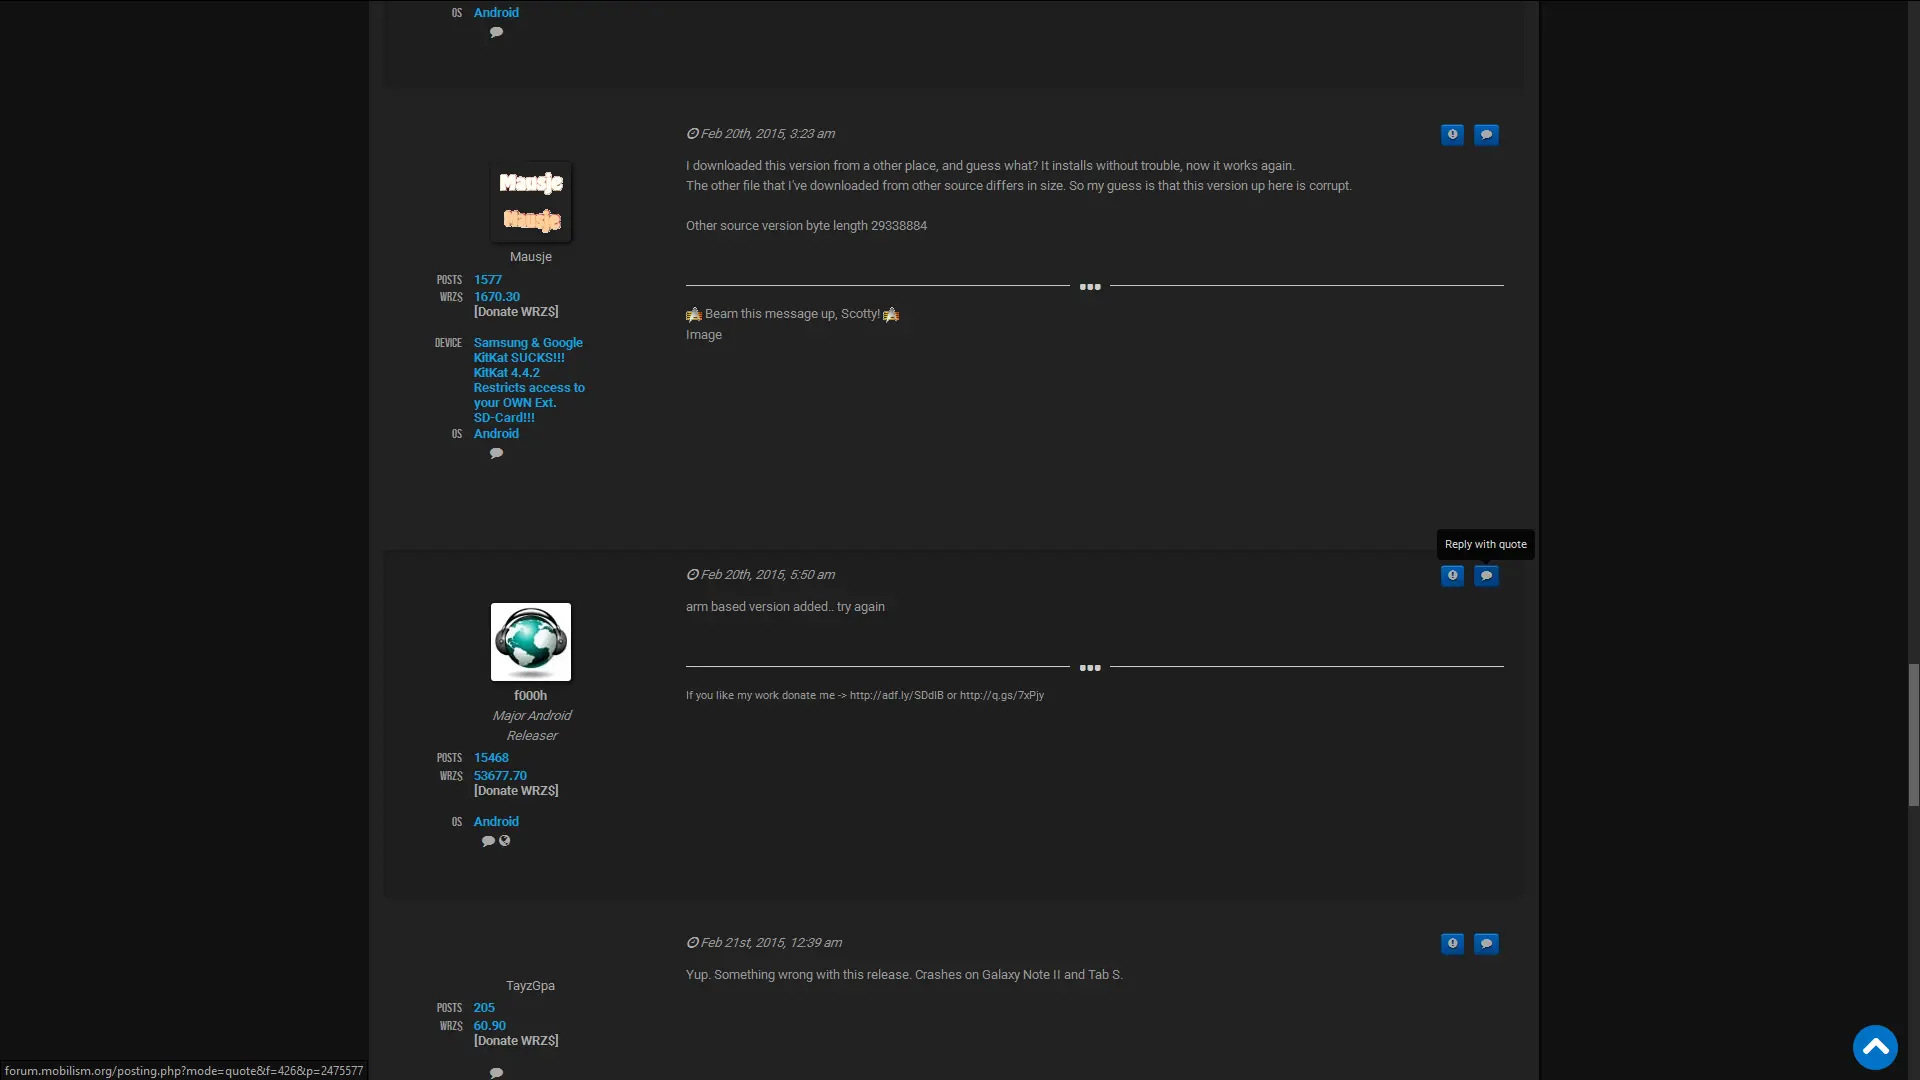 OS Android
Feb 20th, 2015, 3:23 am
I downloaded this version from a other place, and guess what? It installs without trouble, now it works again.
The other file that I've downloaded from other source differs in size. So my guess is that this version up here is corrupt.
Other source version byte length 29338884
Mausje
Mausje
Mausje
POSTS 1577
WRZ$ 1670.30
[Donate WRZ$]
DEVICE Samsung & Google
KitKat SUCKS!!!
KitKat 4.4.2
Restricts access to
your OWN Ext.
SD-Card!!!
OS Android
Beam this message up, Scotty!
Image
Reply with quote
Feb 20th, 2015, 5:50 am
arm based version added.. try again
f000h
Major Android
Releaser
POSTS 15468
WRZ$ 53677.70
[Donate WRZ$]
OS Android
If you like my work donate me -> http://adf.ly/SDdlB or http://q.gs/7xPjy
Feb 21st, 2015, 12:39 am
Yup. Something wrong with this release. Crashes on Galaxy Note II and Tab S.
TayzGpa
POSTS 205
WRZ$ 60.90
[Donate WRZ$]
forum.mobilism.org/posting.php?mode=quote&f=426&p=2475577